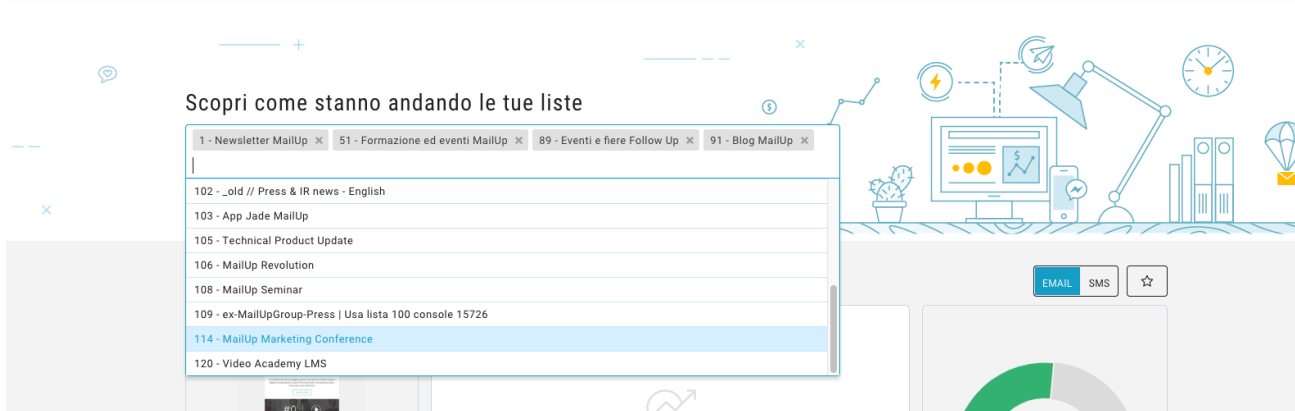 Scopri come stanno andando le tue liste
1 - Newsletter MailUp × 51 - Formazione ed eventi MailUp × 89 - Eventi e fiere Follow Up × 91 - Blog MailUp ×
102 - _old // Press & IR news - English
103 - App Jade MailUp
105 - Technical Product Update
106 - MailUp Revolution
108 - MailUp Seminar
109 - ex-MailUpGroup-Press | Usa lista 100 console 15726
114 - MailUp Marketing Conference
120 - Video Academy LMS
EMAIL SMS